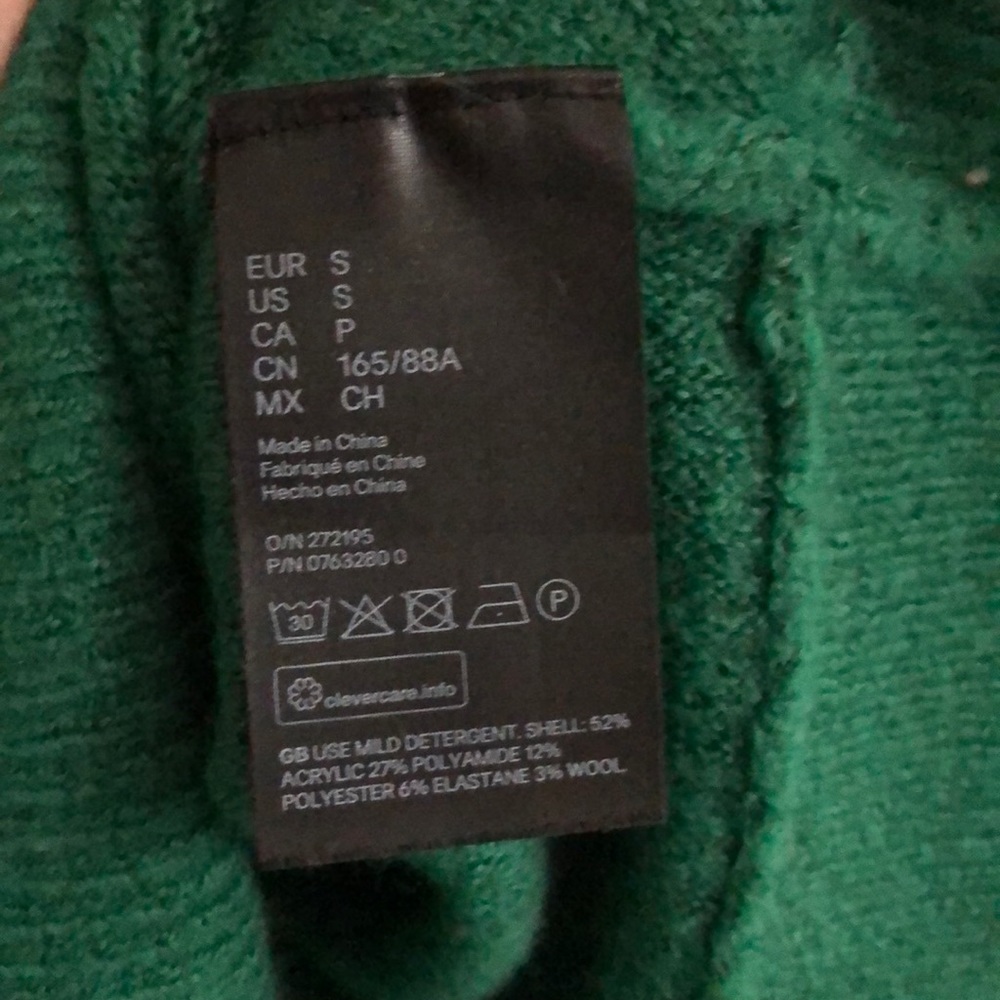 EUR S
US S
CA P
CN 165/88A
MX CH
Made in China
Fabriqué en Chine
Hecho en China
O/N 272195
P/N 0763280 0
30 P
clevercare.info
GB USE MILD DETERGENT. SHELL: 52%
ACRYLIC 27% POLYAMIDE 12%
POLYESTER 6% ELASTANE 3% WOOL